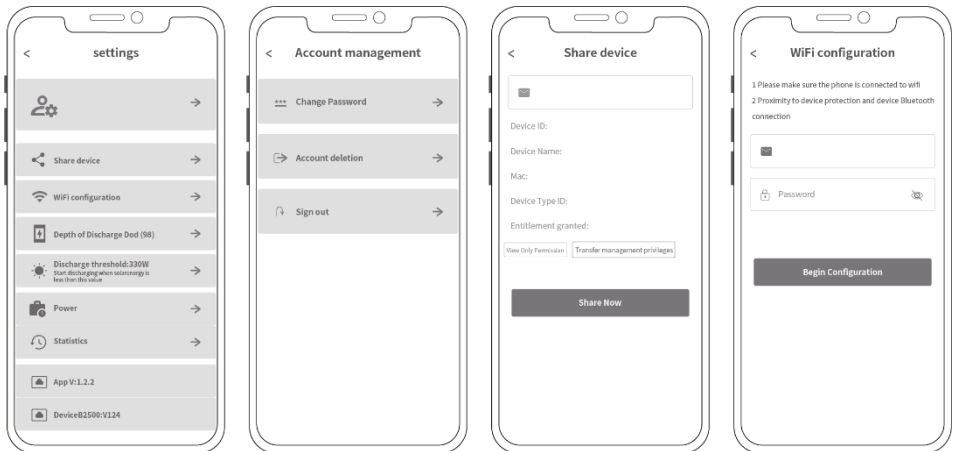 < settings
Share device
WiFi configuration
Depth of Discharge Dod (98)
Discharge threshold:330W
Start discharging when solarenergy is
less than this value
Power
Statistics
App V:1.2.2
DeviceB2500:V124
< Account management
Change Password
Account deletion
Sign out
< Share device
Device ID:
Device Name:
Mac:
Device Type ID:
Entitlement granted:
View Only Permission Transfer management privileges
Share Now
< WiFi configuration
1 Please make sure the phone is connected to wifi
2 Proximity to device protection and device Bluetooth
connection
Password
Begin Configuration